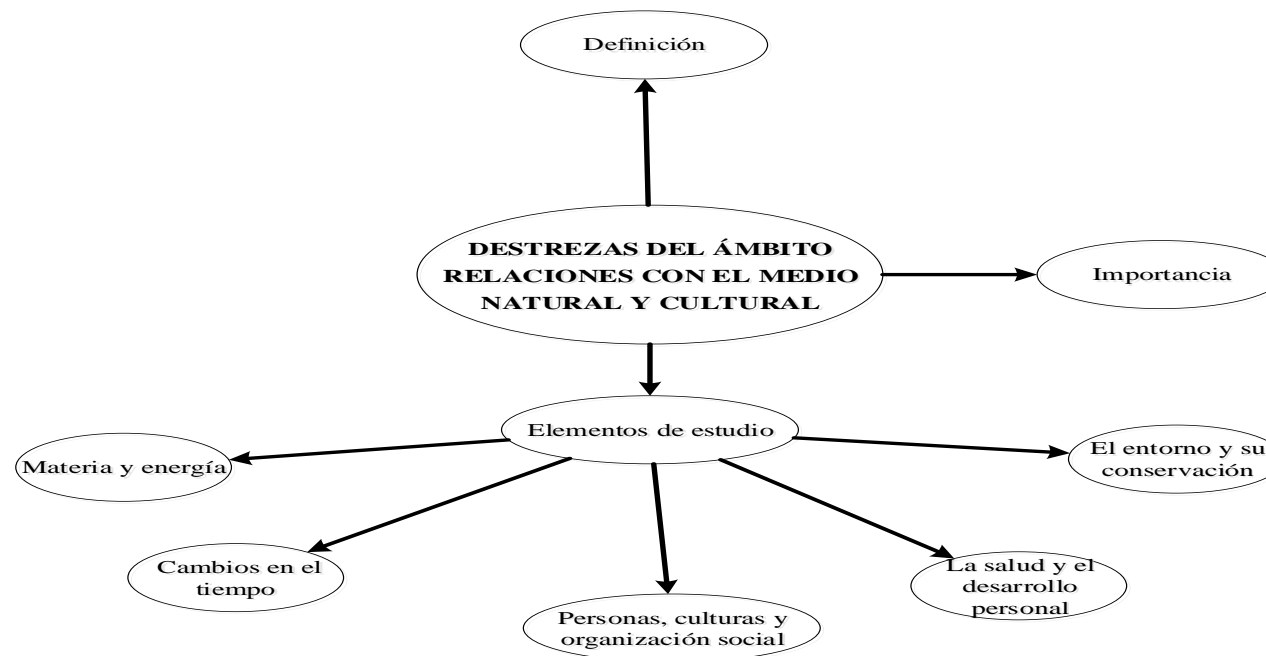 Definición
DESTREZAS DEL ÁMBITO
RELACIONES CON EL MEDIO
NATURAL Y CULTURAL
Importancia
Elementos de estudio
Materia y energía
El entorno y su
conservación
Cambios en el
tiempo
La salud y el
desarrollo
personal
Personas, culturas y
organización social